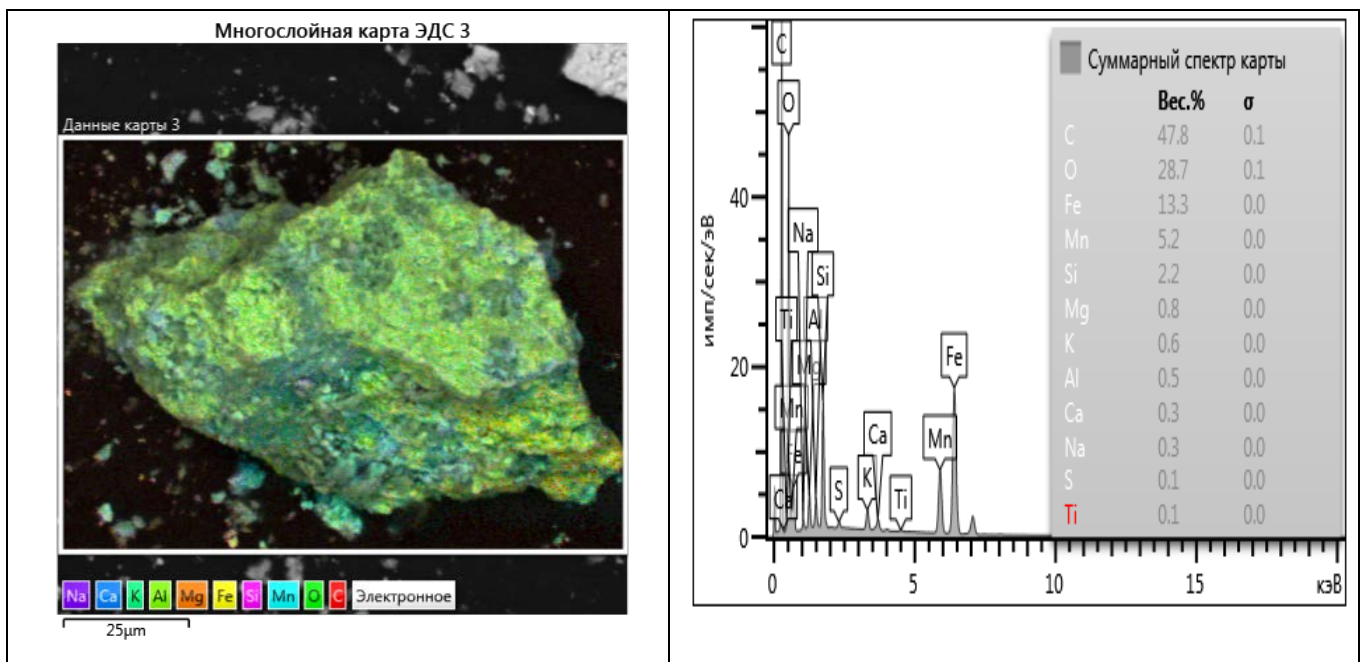 Многослойная карта ЭДС 3
Данные карты 3
Na Ca K Al Mg Fe Si Mn O C Электронное
25µm
имп/сек/эВ
40
20
0
C
O
Na
Si
Ti
Al
Mg
Mn
Fe
Ca
S
K
Ca
Ti
Mn
Fe
0 5 10 15 кэВ
Суммарный спектр карты
Вес.% σ
C 47.8 0.1
O 28.7 0.1
Fe 13.3 0.0
Mn 5.2 0.0
Si 2.2 0.0
Mg 0.8 0.0
K 0.6 0.0
Al 0.5 0.0
Ca 0.3 0.0
Na 0.3 0.0
S 0.1 0.0
Ti 0.1 0.0